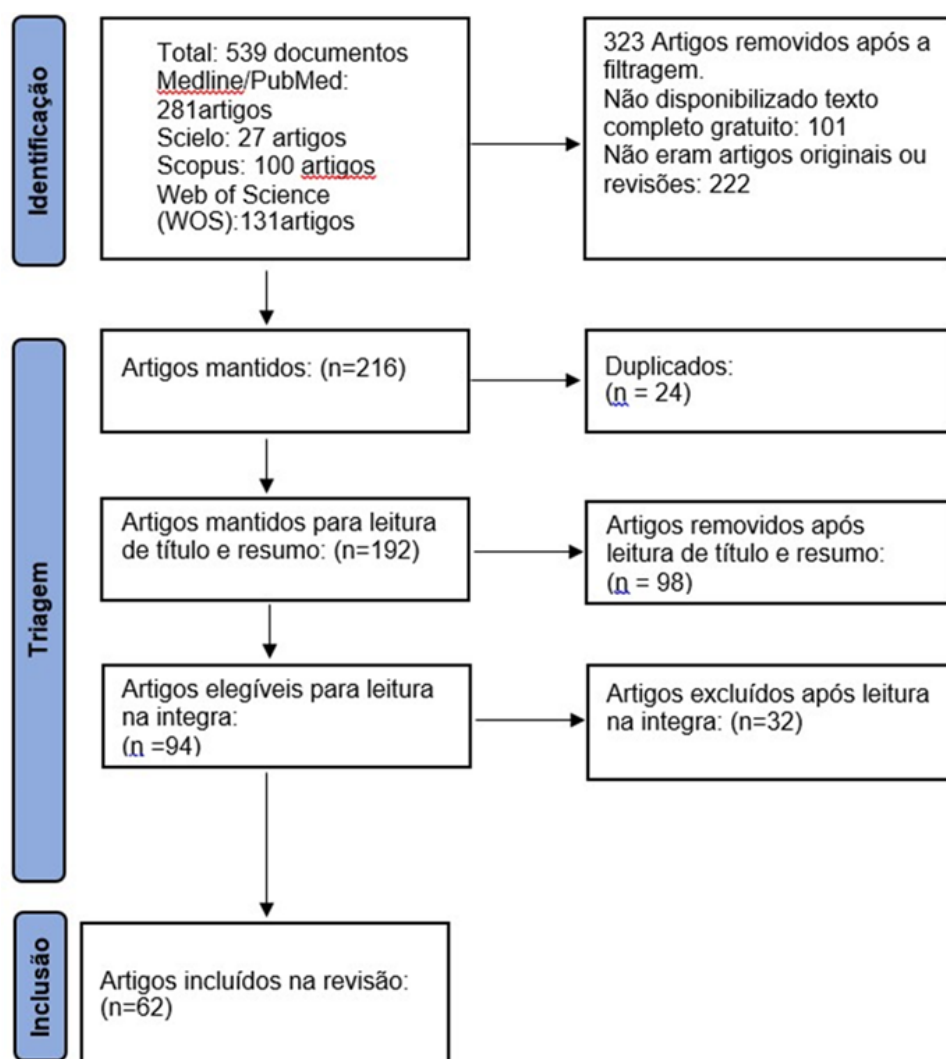 Identificação
Total: 539 documentos
Medline/PubMed:
281artigos
Scielo: 27 artigos
Scopus: 100 artigos
Web of Science
(WOS):131artigos
323 Artigos removidos após a
filtragem.
Não disponibilizado texto
completo gratuito: 101
Não eram artigos originais ou
revisões: 222
Triagem
Artigos mantidos: (n=216)
Duplicados:
(n = 24)
Artigos mantidos para leitura
de título e resumo: (n=192)
Artigos removidos após
leitura de título e resumo:
(n = 98)
Artigos elegíveis para leitura
na integra:
(n =94)
Artigos excluídos após leitura
na integra: (n=32)
Inclusão
Artigos incluídos na revisão:
(n=62)